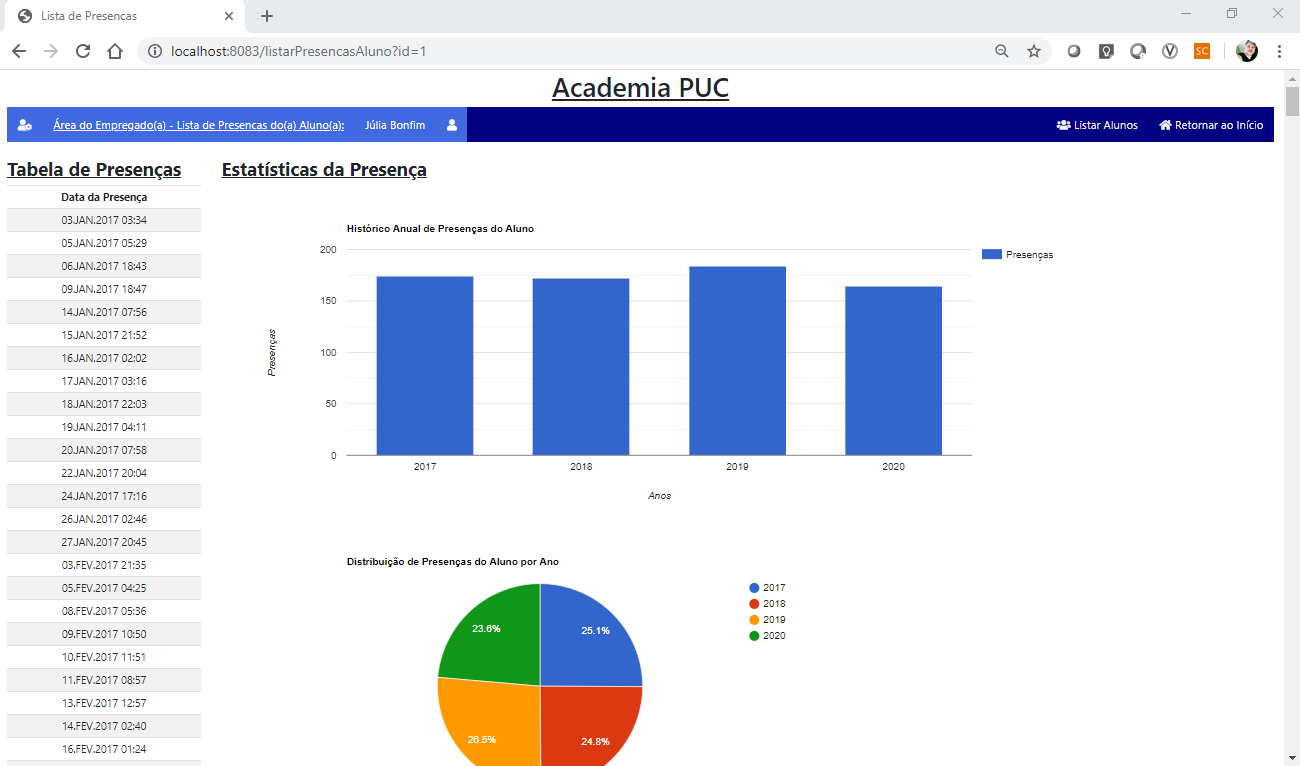 Lista de Presencas
localhost:8083/listarPresencasAluno?id=1
SC
Academia PUC
Área do Empregado(a) - Lista de Presencas do(a) Aluno(a):
Júlia Bonfim
Listar Alunos
Retornar ao Início
Tabela de Presenças
Data da Presença
03.JAN.2017 03:34
05.JAN.2017 05:29
06.JAN.2017 18:43
09.JAN.2017 18:47
14.JAN.2017 07:56
15.JAN.2017 21:52
16.JAN.2017 02:02
17.JAN.2017 03:16
18.JAN.2017 22:03
19.JAN.2017 04:11
20.JAN.2017 07:58
22.JAN.2017 20:04
24.JAN.2017 17:16
26.JAN.2017 02:46
27.JAN.2017 20:45
03.FEV.2017 21:35
05.FEV.2017 04:25
08.FEV.2017 05:36
09.FEV.2017 10:50
10.FEV.2017 11:51
11.FEV.2017 08:57
13.FEV.2017 12:57
14.FEV.2017 02:40
16.FEV.2017 01:24
Estatísticas da Presença
Histórico Anual de Presenças do Aluno
200
150
100
50
0
Presenças
2017
2018
2019
2020
Anos
Presenças
Distribuição de Presenças do Aluno por Ano
23.6%
25.1%
26.5%
24.8%
2017
2018
2019
2020